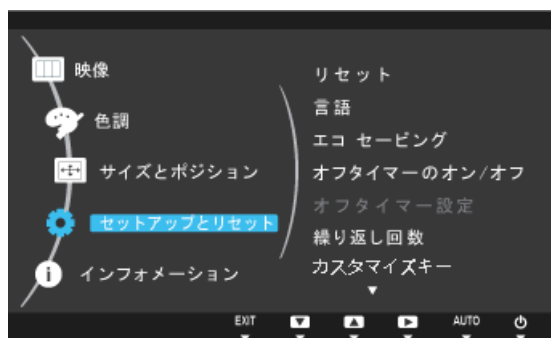 映像
色調
サイズとポジション
セットアップとリセット
インフォメーション
リセット
言語
エコ セービング
オフタイマーのオン/オフ
オフタイマー設定
繰り返し回数
カスタマイズキー
EXIT
AUTO